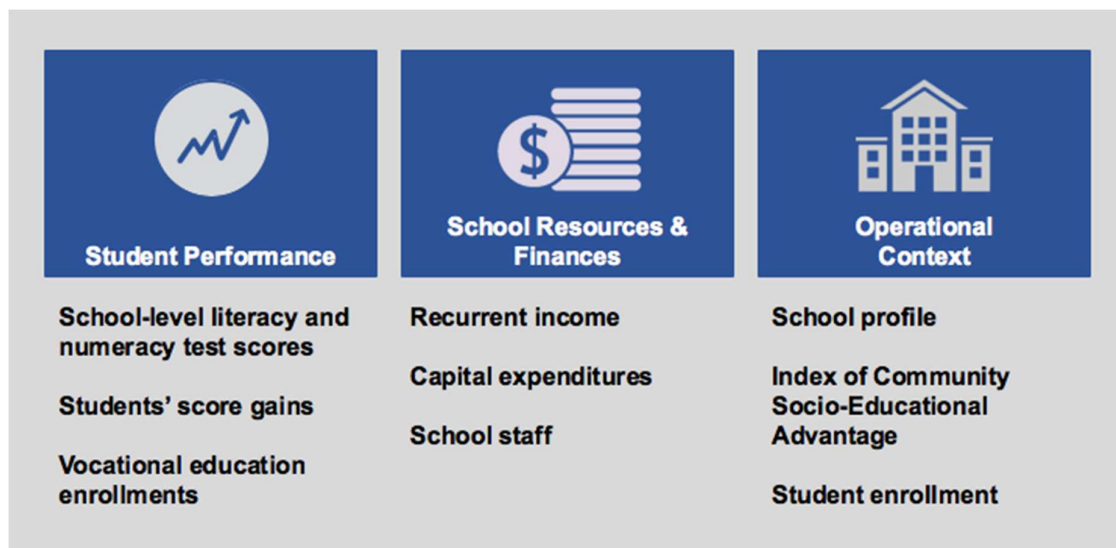 $
Student Performance
School-level literacy and
numeracy test scores
Students' score gains
Vocational education
enrollments
School Resources &
Finances
Recurrent income
Capital expenditures
School staff
Operational
Context
School profile
Index of Community
Socio-Educational
Advantage
Student enrollment